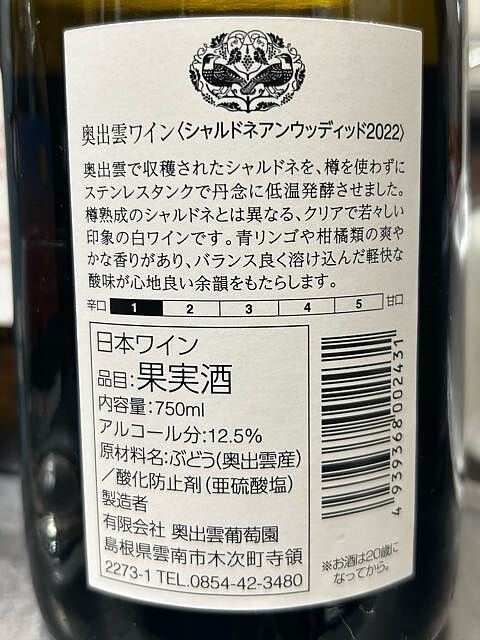 奥出雲ワイン〈シャルドネアンウッディッド2022〉
奥出雲で収穫されたシャルドネを、樽を使わずに
ステンレスタンクで丹念に低温発酵させました。
樽熟成のシャルドネとは異なる、クリアで若々しい
印象の白ワインです。青リンゴや柑橘類の爽や
かな香りがあり、バランス良く溶け込んだ軽快な
酸味が心地良い余韻をもたらします。
辛口 1 2 3 4 5 甘口
日本ワイン
品目:果実酒
内容量:750ml
アルコール分:12.5%
原材料名:ぶどう(奥出雲産)
/酸化防止剤(亜硫酸塩)
製造者
有限会社 奥出雲葡萄園
島根県雲南市木次町寺領
2273-1 TEL.0854-42-3480
4939368002431
※お酒は20歳に
なってから。